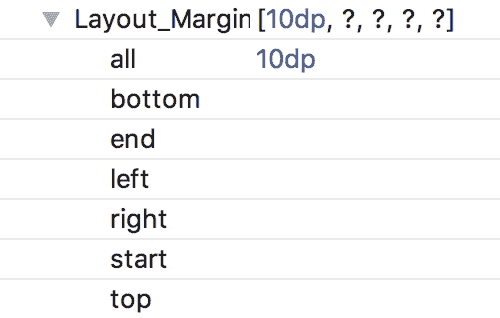 Layout_Margin [10dp, ?, ?, ?, ?]
all 10dp
bottom
end
left
right
start
top